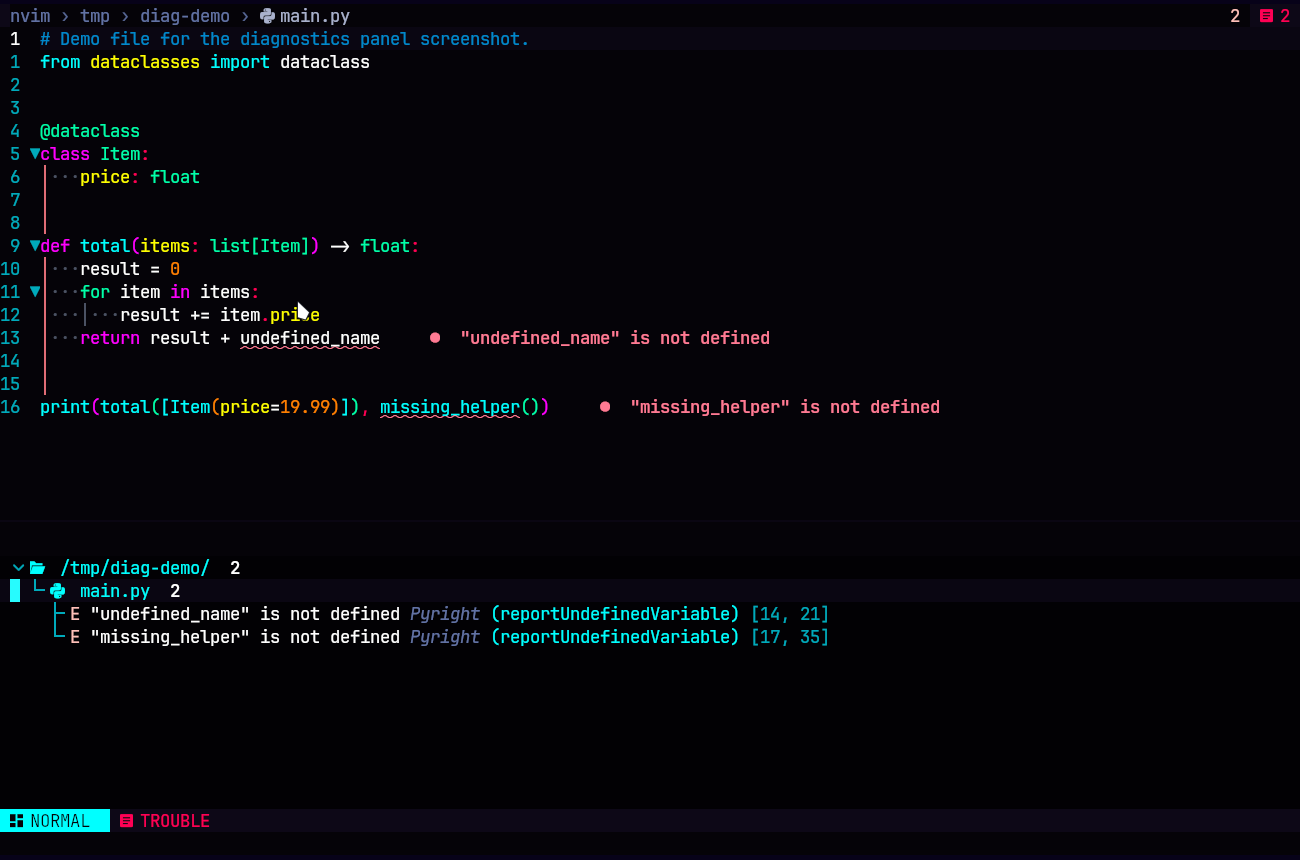 nvim › tmp › diag-demo › main.py 2 2
1 # Demo file for the diagnostics panel screenshot.
1 from dataclasses import dataclass
2
3
4 @dataclass
5 ▼class Item:
6 ···price: float
7
8
9 ▼def total(items: list[Item]) -> float:
10 ···result = 0
11 ▼···for item in items:
12 ···│···result += item.price
13 ···return result + undefined_name ● "undefined_name" is not defined
14
15
16 print(total([Item(price=19.99)]), missing_helper()) ● "missing_helper" is not defined
/tmp/diag-demo/ 2
main.py 2
E "undefined_name" is not defined Pyright (reportUndefinedVariable) [14, 21]
E "missing_helper" is not defined Pyright (reportUndefinedVariable) [17, 35]
NORMAL TROUBLE